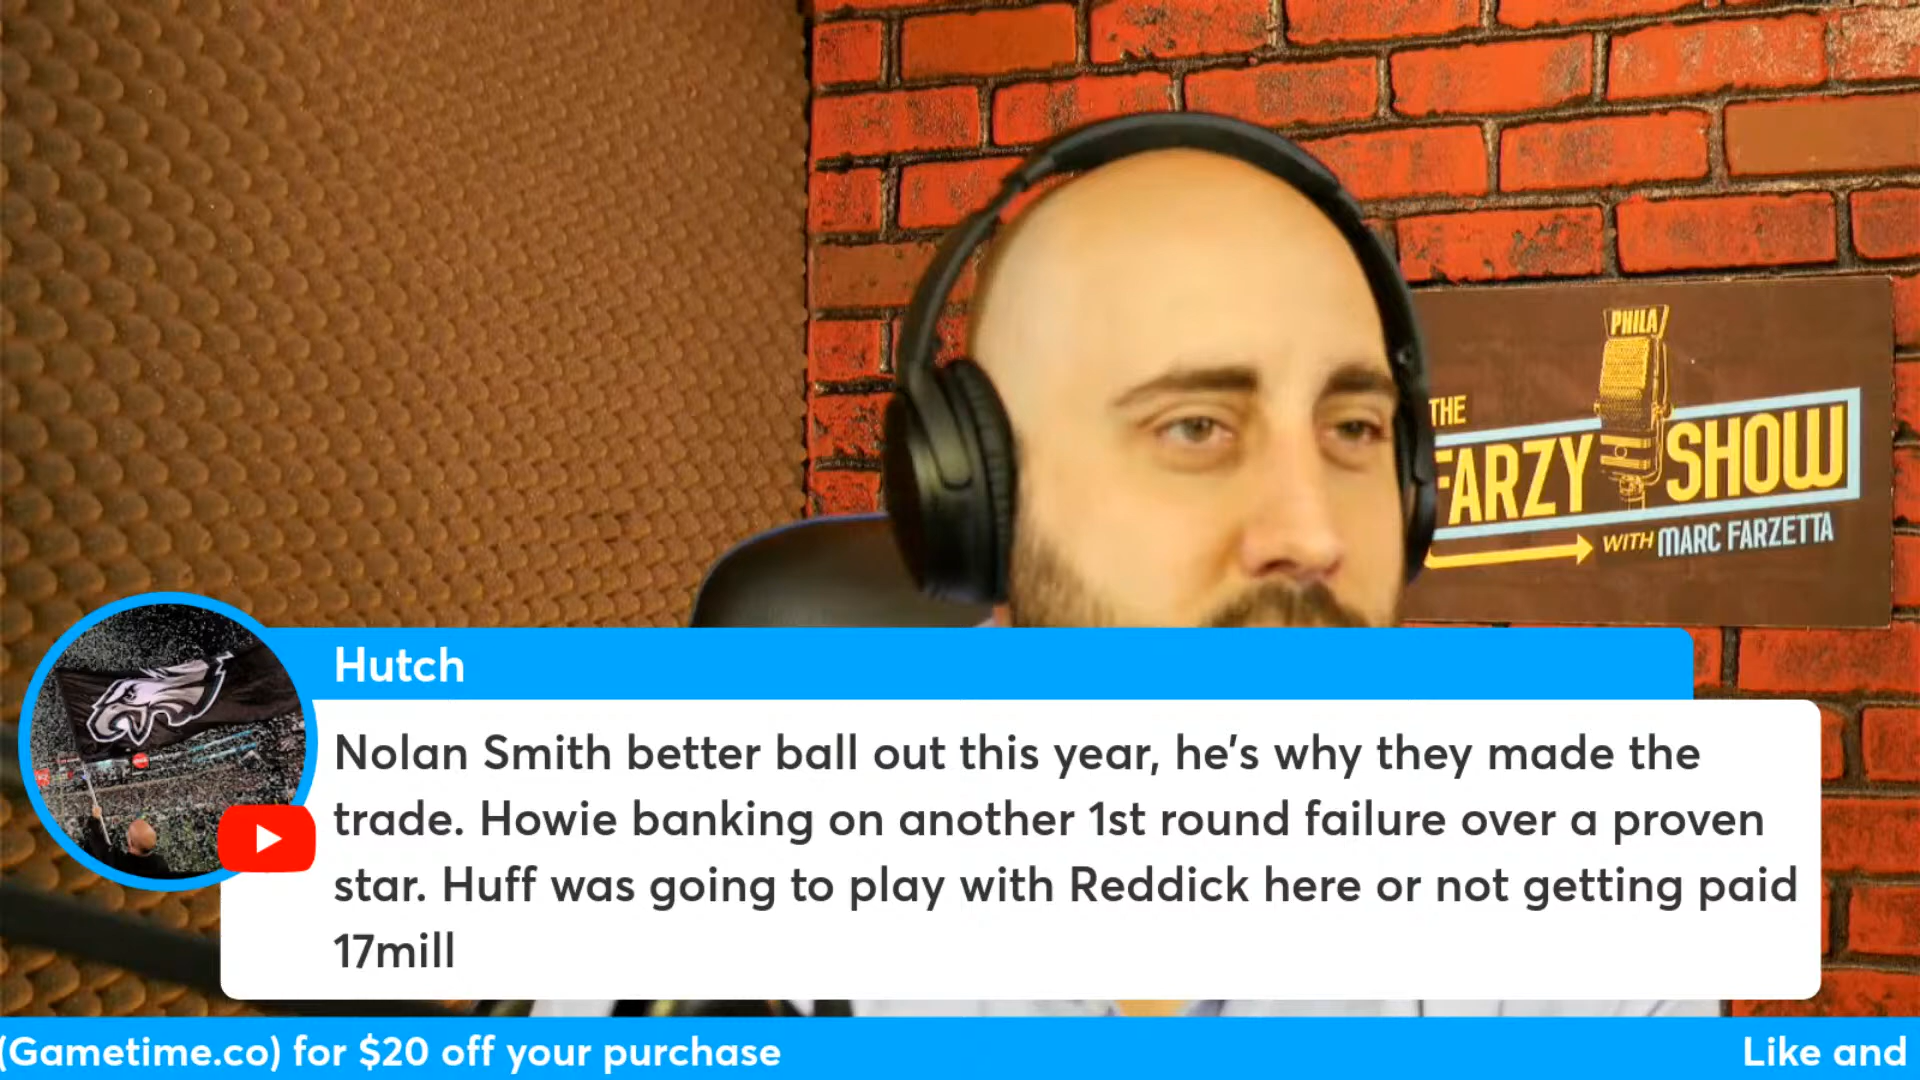 PHILA
THE
FARZY SHOW
WITH MARC FARZETTA
Hutch
Nolan Smith better ball out this year, he's why they made the
trade. Howie banking on another 1st round failure over a proven
star. Huff was going to play with Reddick here or not getting paid
17mill
(Gametime.co) for $20 off your purchase
Like and